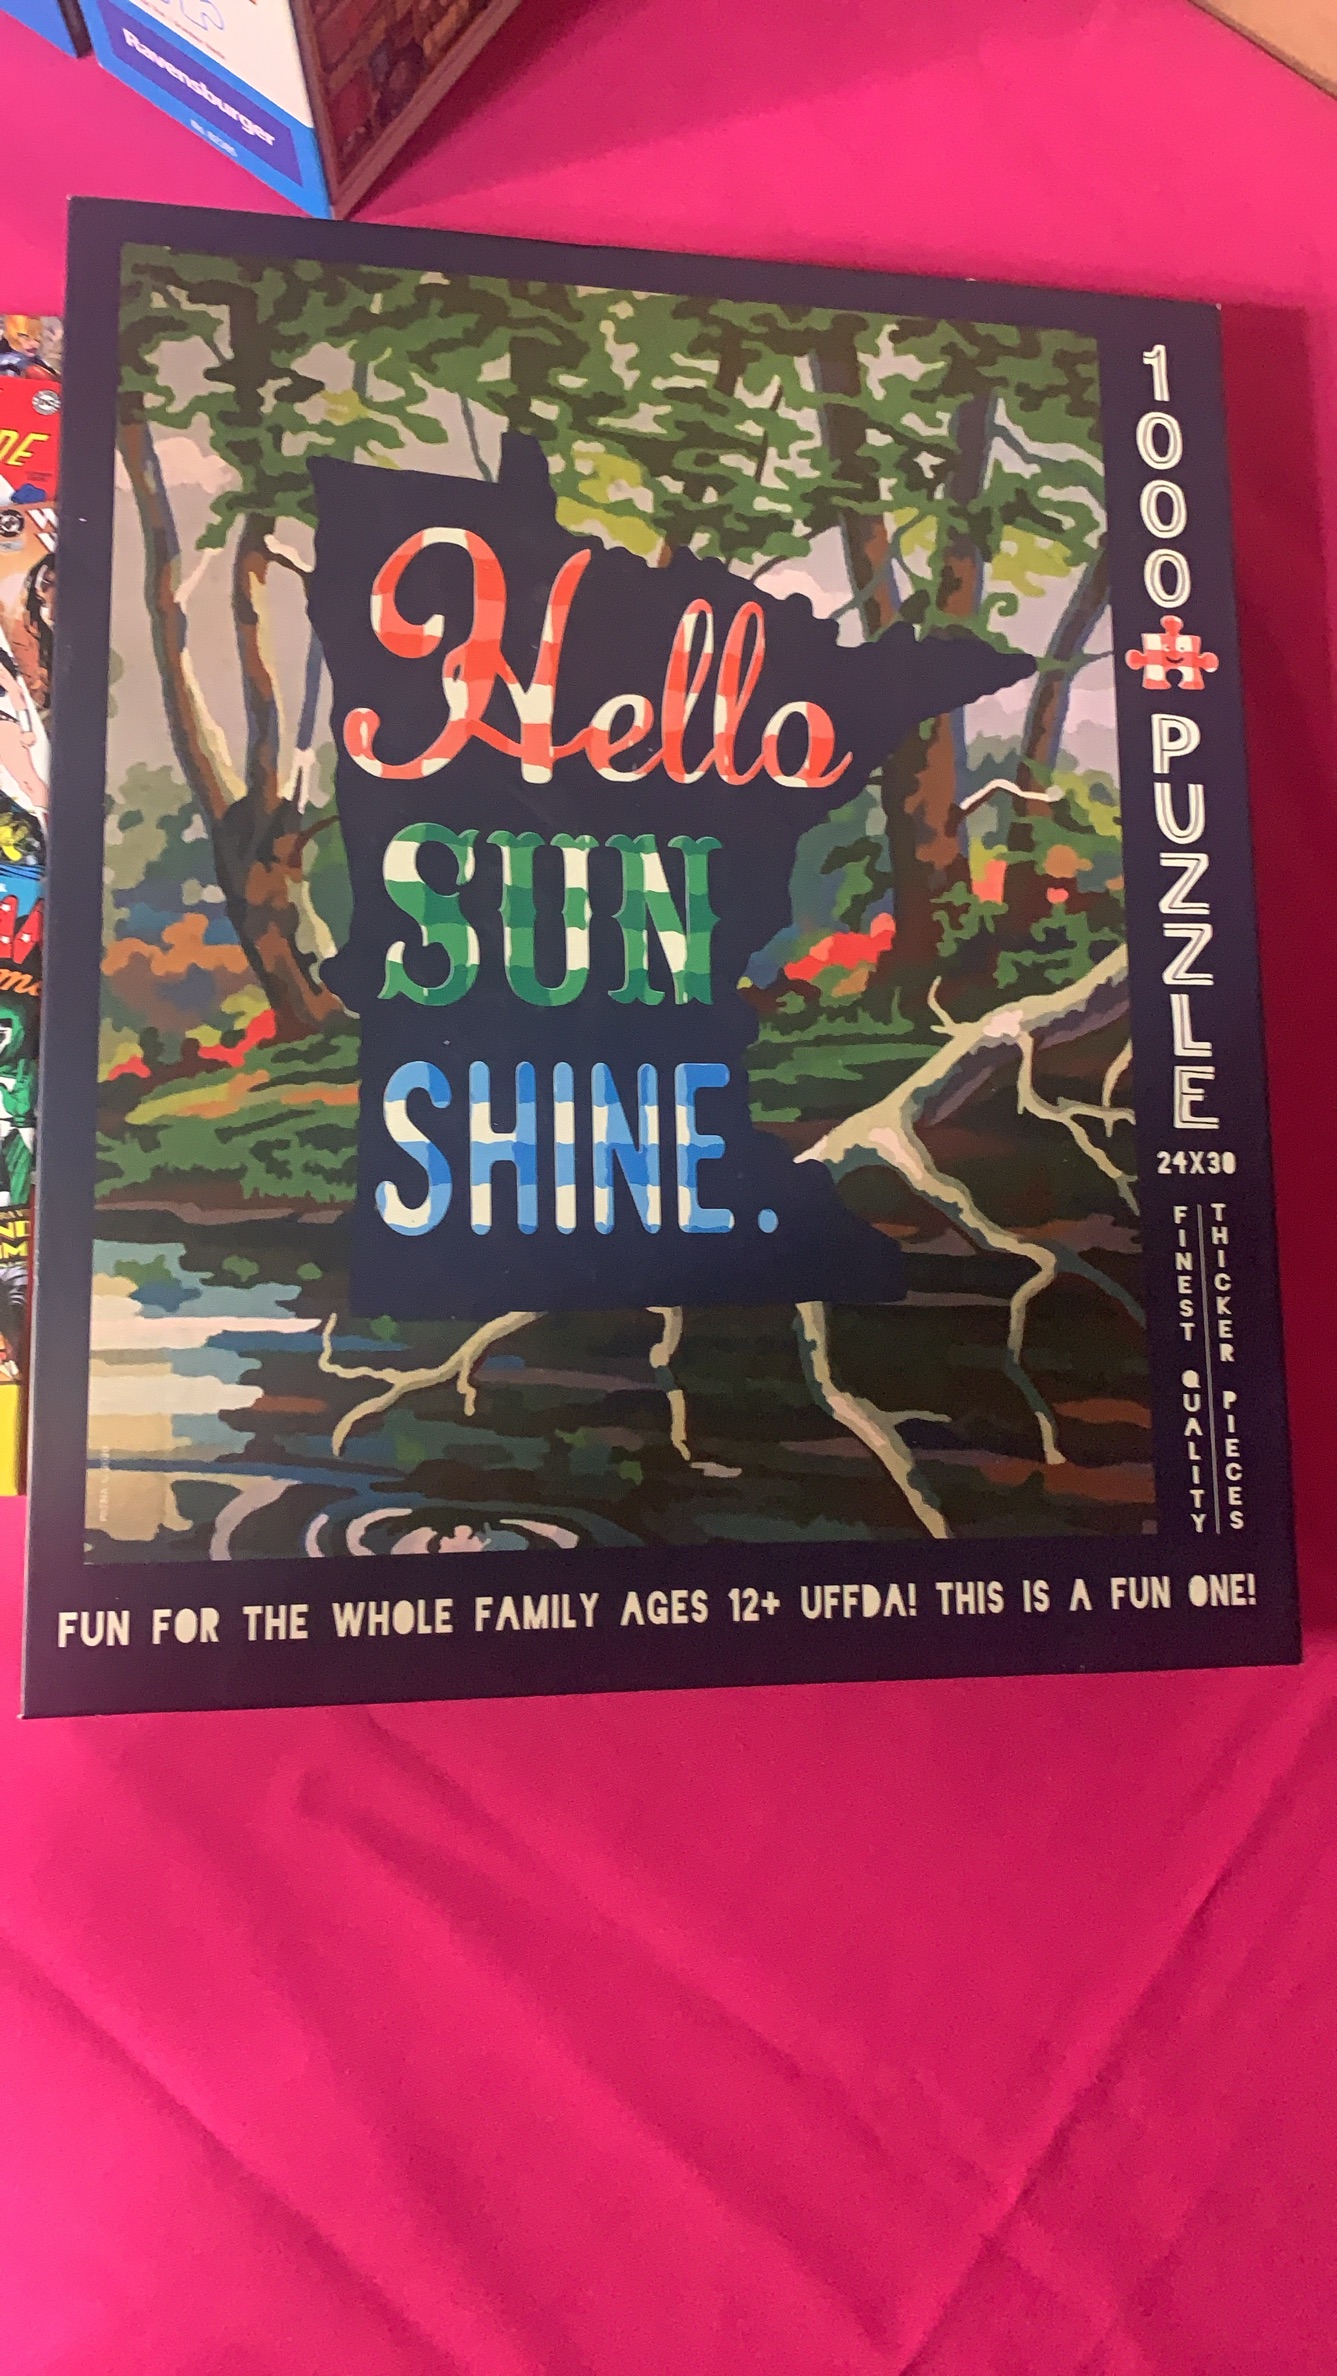 Ravensburger
Hello
SUN
SHINE.
1000 PUZZLE
24X30
FINEST QUALITY
THICKER PIECES
FUN FOR THE WHOLE FAMILY AGES 12+ UFFDA! THIS IS A FUN ONE!